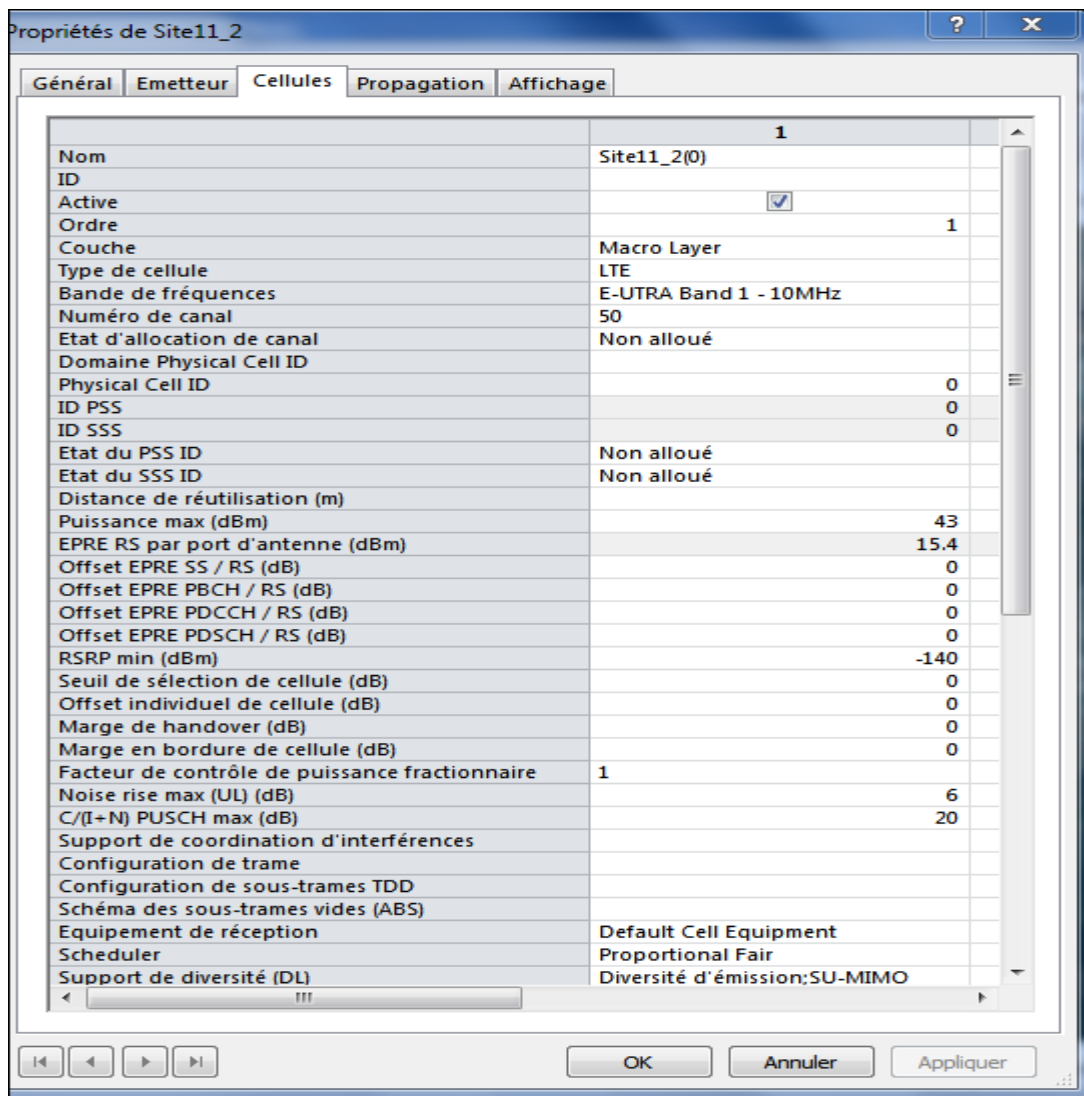 Propriétés de Site11_2
Général Emetteur Cellules Propagation Affichage
1
Nom Site11_2(0)
ID
Active
Ordre 1
Couche Macro Layer
Type de cellule LTE
Bande de fréquences E-UTRA Band 1 - 10MHz
Numéro de canal 50
Etat d'allocation de canal Non alloué
Domaine Physical Cell ID
Physical Cell ID 0
ID PSS 0
ID SSS 0
Etat du PSS ID Non alloué
Etat du SSS ID Non alloué
Distance de réutilisation (m)
Puissance max (dBm) 43
EPRE RS par port d'antenne (dBm) 15.4
Offset EPRE SS / RS (dB) 0
Offset EPRE PBCH / RS (dB) 0
Offset EPRE PDCCH / RS (dB) 0
Offset EPRE PDSCH / RS (dB) 0
RSRP min (dBm) -140
Seuil de sélection de cellule (dB) 0
Offset individuel de cellule (dB) 0
Marge de handover (dB) 0
Marge en bordure de cellule (dB) 0
Facteur de contrôle de puissance fractionnaire 1
Noise rise max (UL) (dB) 6
C/(I+N) PUSCH max (dB) 20
Support de coordination d'interférences
Configuration de trame
Configuration de sous-trames TDD
Schéma des sous-trames vides (ABS)
Equipement de réception Default Cell Equipment
Scheduler Proportional Fair
Support de diversité (DL) Diversité d'émission;SU-MIMO
OK Annuler Appliquer